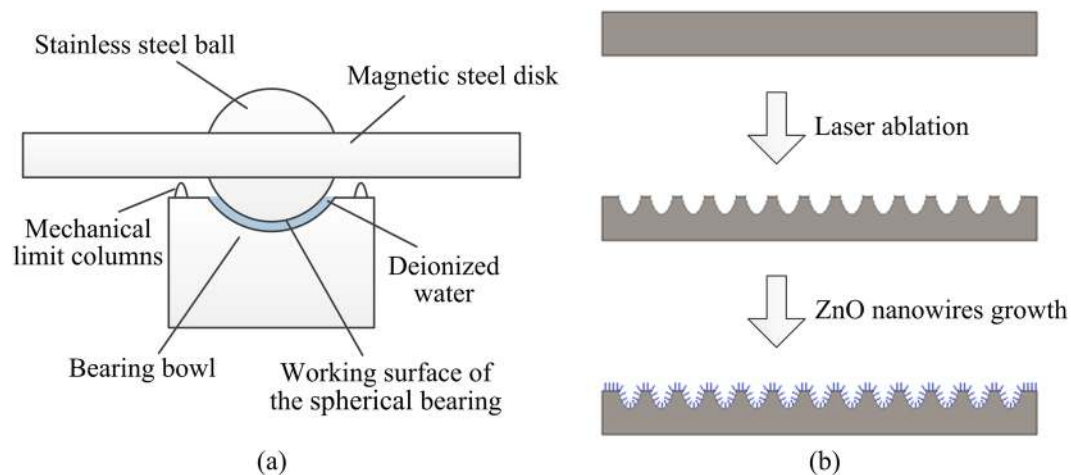 Stainless steel ball
Magnetic steel disk
Mechanical
limit columns
Deionized
water
Bearing bowl
Working surface of
the spherical bearing
(a)
Laser ablation
ZnO nanowires growth
(b)